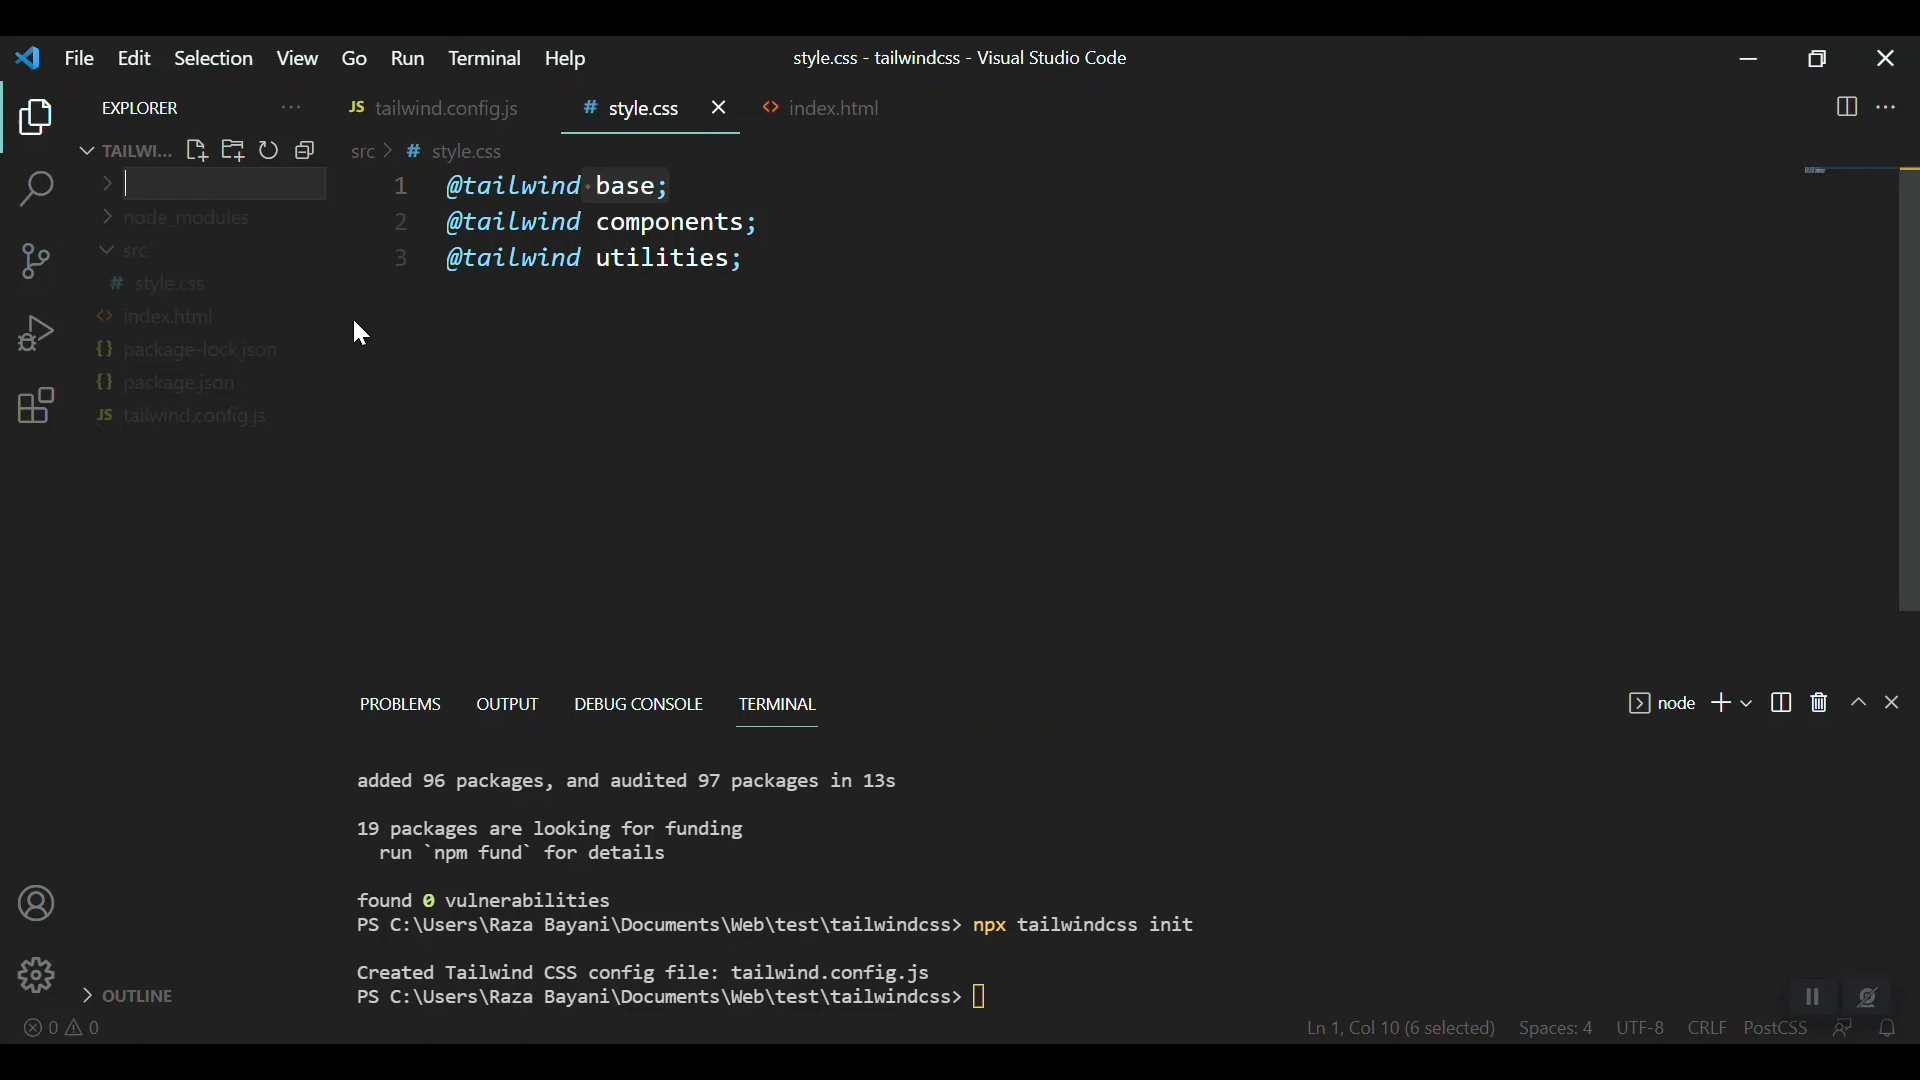 File Edit Selection View Go Run Terminal Help style.css - tailwindcss - Visual Studio Code
EXPLORER
JS tailwind.config.js # style.css <> index.html
TAILWI...
src > # style.css
node_modules
src
# style.css
<> index.html
{} package-lock.json
{} package.json
JS tailwind.config.js
1 @tailwind base;
2 @tailwind components;
3 @tailwind utilities;
PROBLEMS OUTPUT DEBUG CONSOLE TERMINAL node
added 96 packages, and audited 97 packages in 13s
19 packages are looking for funding
run `npm fund` for details
found 0 vulnerabilities
PS C:\Users\Raza Bayani\Documents\Web\test\tailwindcss> npx tailwindcss init
Created Tailwind CSS config file: tailwind.config.js
PS C:\Users\Raza Bayani\Documents\Web\test\tailwindcss>
OUTLINE
0 0 Ln 1, Col 10 (6 selected) Spaces: 4 UTF-8 CRLF PostCSS